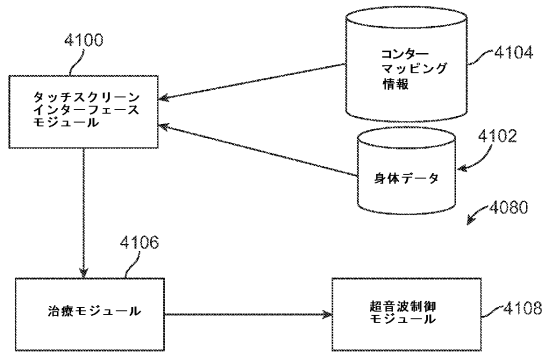 4100
タッチスクリーン
インターフェース
モジュール
コンター
マッピング
情報
4104
4102
身体データ
4080
4106
治療モジュール
超音波制御
モジュール
4108